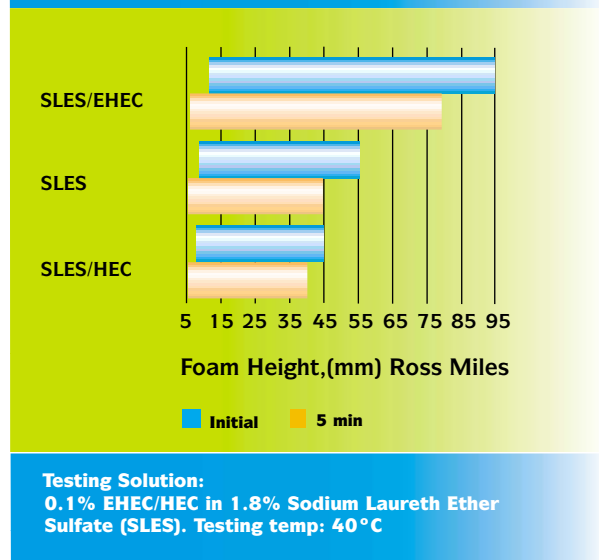 SLES/EHEC
SLES
SLES/HEC
5 15 25 35 45 55 65 75 85 95
Foam Height,(mm) Ross Miles
Initial 5 min
Testing Solution:
0.1% EHEC/HEC in 1.8% Sodium Laureth Ether
Sulfate (SLES). Testing temp: 40°C